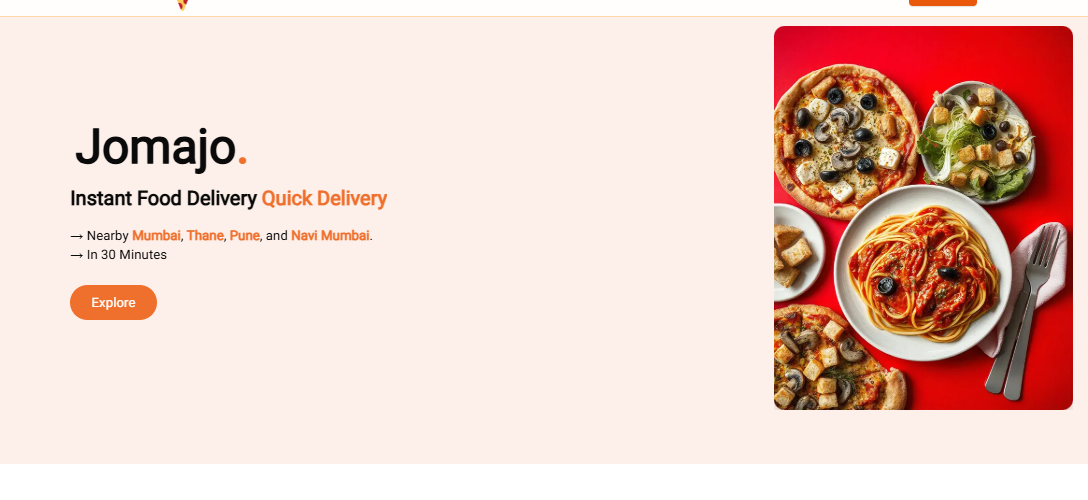 Jomajo.
Instant Food Delivery Quick Delivery
→ Nearby Mumbai, Thane, Pune, and Navi Mumbai.
→ In 30 Minutes
Explore